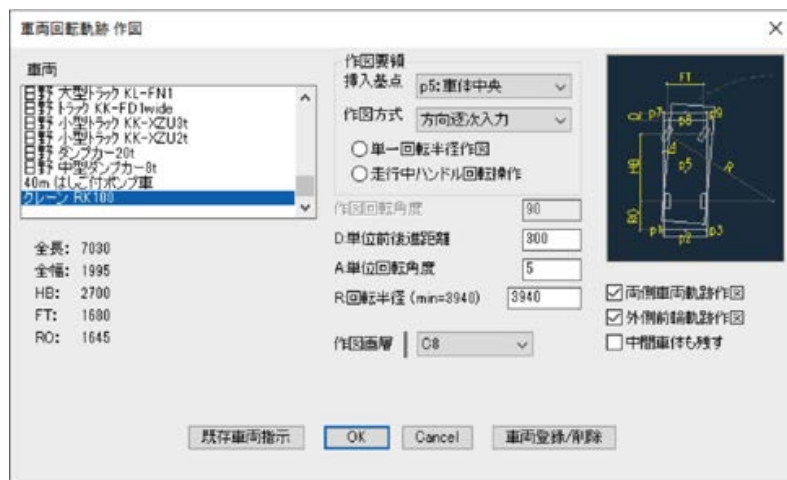 車両回転軌跡 作図
車両
日野 大型トラック KL-FN1
日野 トラック KK-FD1wide
日野 小型トラック KK-XZU3t
日野 小型トラック KK-XZU2t
日野 ダンプカー20t
日野 中型ダンプカー8t
40m はしご付ポンプ車
クレーン RK100
全長: 7030
全幅: 1995
HB: 2700
FT: 1680
RO: 1645
作図要領
挿入基点 p5:車体中央
作図方式 方向逐次入力
単一回転半径作図
走行中ハンドル回転操作
作図回転角度 90
D:単位前後進距離 300
A:単位回転角度 5
R:回転半径 (min=3940) 3940
作図画層 C8
FT
p7 p8 p9
HB
p5
R
RO
p1 p2 p3
両側車両軌跡作図
外側前輪軌跡作図
中間車体も残す
既存車両指示
OK
Cancel
車両登録/削除